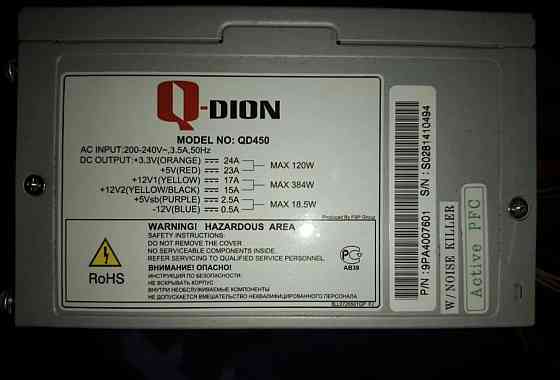 Q-DION
MODEL NO: QD450
AC INPUT:200-240V~,3.5A,50Hz
DC OUTPUT:+3.3V(ORANGE) 24A
+5V(RED) 23A
MAX 120W
+12V1(YELLOW) 17A
+12V2(YELLOW/BLACK) 15A
MAX 384W
+5Vsb(PURPLE) 2.5A
-12V(BLUE) 0.5A
MAX 18.5W
Produced By FSP Group
WARNING! HAZARDOUS AREA
SAFETY INSTRUCTIONS:
DO NOT REMOVE THE COVER
NO SERVICEABLE COMPONENTS INSIDE.
REFER SERVICING TO QUALIFIED SERVICE PERSONNEL.
ВНИМАНИЕ! ОПАСНО!
ИНСТРУКЦИЯ ПО БЕЗОПАСНОСТИ:
НЕ ВСКРЫВАТЬ КОРПУС
ВНУТРИ НЕОБСЛУЖИВАЕМЫЕ КОМПОНЕНТЫ
НЕ ДОПУСКАЕТСЯ ВМЕШАТЕЛЬСТВО НЕКВАЛИФИЦИРОВАННОГО ПЕРСОНАЛА
RoHS
АВ39
P/N :9PA4007601
S/N : S0281410494
W/NOISE KILLER
Active PFC